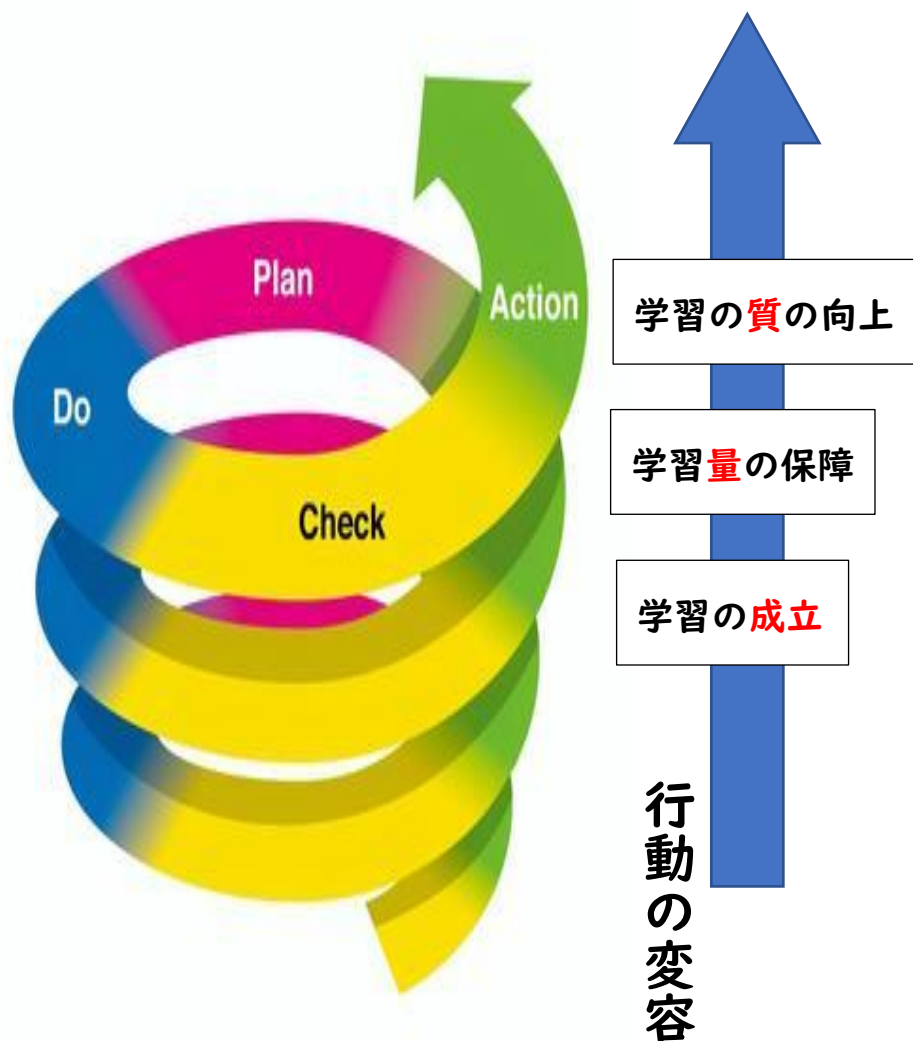 Plan
Do
Check
Action
学習の質の向上
学習量の保障
学習の成立
行動の変容